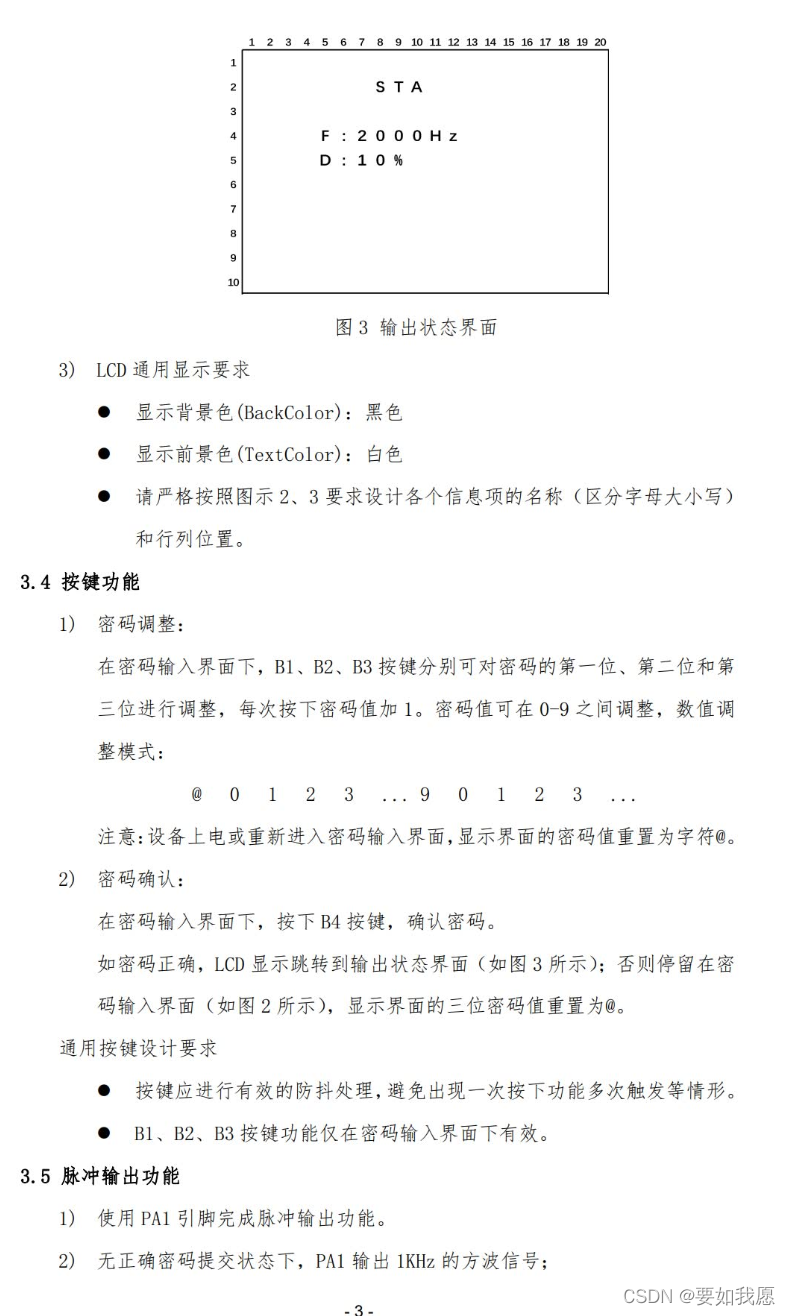 1 2 3 4 5 6 7 8 9 10 11 12 13 14 15 16 17 18 19 20
1
2 STA
3
4 F:2000Hz
5 D:10%
6
7
8
9
10
图 3 输出状态界面
3) LCD 通用显示要求
● 显示背景色(BackColor): 黑色
● 显示前景色(TextColor): 白色
● 请严格按照图示 2、3 要求设计各个信息项的名称（区分字母大小写）
和行列位置。
3.4 按键功能
1) 密码调整:
在密码输入界面下, B1、B2、B3 按键分别可对密码的第一位、第二位和第
三位进行调整, 每次按下密码值加 1。密码值可在 0-9 之间调整, 数值调
整模式:
@ 0 1 2 3 ...9 0 1 2 3 ...
注意:设备上电或重新进入密码输入界面,显示界面的密码值重置为字符@。
2) 密码确认:
在密码输入界面下, 按下 B4 按键, 确认密码。
如密码正确, LCD 显示跳转到输出状态界面（如图 3 所示）; 否则停留在密
码输入界面（如图 2 所示）, 显示界面的三位密码值重置为@。
通用按键设计要求
● 按键应进行有效的防抖处理,避免出现一次按下功能多次触发等情形。
● B1、B2、B3 按键功能仅在密码输入界面下有效。
3.5 脉冲输出功能
1) 使用 PA1 引脚完成脉冲输出功能。
2) 无正确密码提交状态下, PA1 输出 1KHz 的方波信号;
- 3 -
CSDN @要如我愿